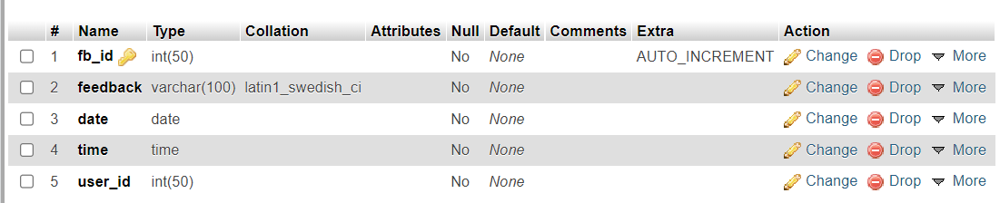 # Name Type Collation Attributes Null Default Comments Extra Action
1 fb_id int(50) No None AUTO_INCREMENT Change Drop More
2 feedback varchar(100) latin1_swedish_ci No None Change Drop More
3 date date No None Change Drop More
4 time time No None Change Drop More
5 user_id int(50) No None Change Drop More